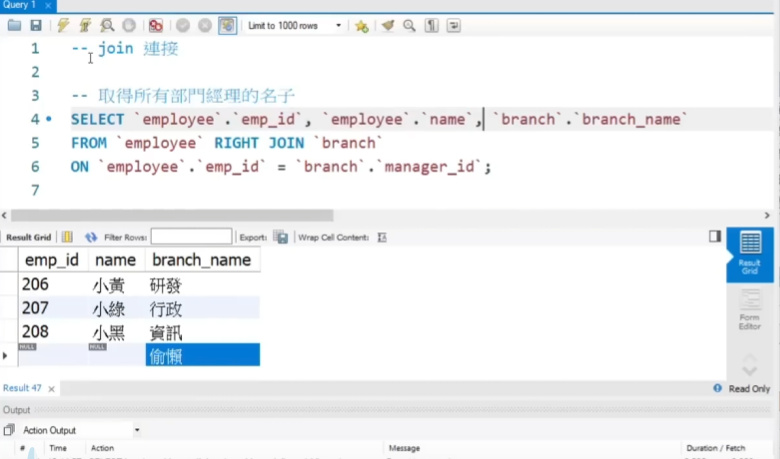 Query 1 ×
Limit to 1000 rows
1 -- join 連接
2
3 -- 取得所有部門經理的名子
4 SELECT `employee`.`emp_id`, `employee`.`name`, `branch`.`branch_name`
5 FROM `employee` RIGHT JOIN `branch`
6 ON `employee`.`emp_id` = `branch`.`manager_id`;
7
Result Grid Filter Rows: Export: Wrap Cell Content:
emp_id name branch_name
206 小黃 研發
207 小綠 行政
208 小黑 資訊
NULL NULL 偷懶
Result Grid
Form Editor
Result 47 × Read Only
Output
Action Output
# Time Action Message Duration / Fetch